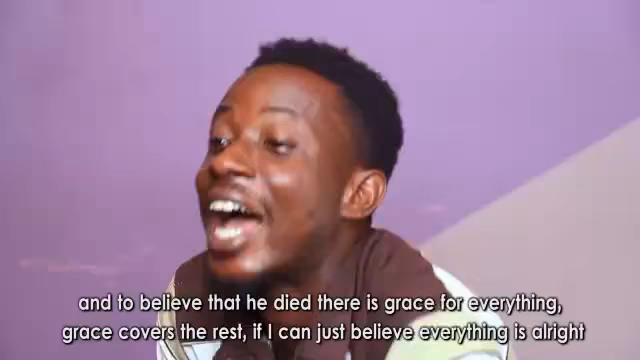 and to believe that he died there is grace for everything,
grace covers the rest, if I can just believe everything is alright